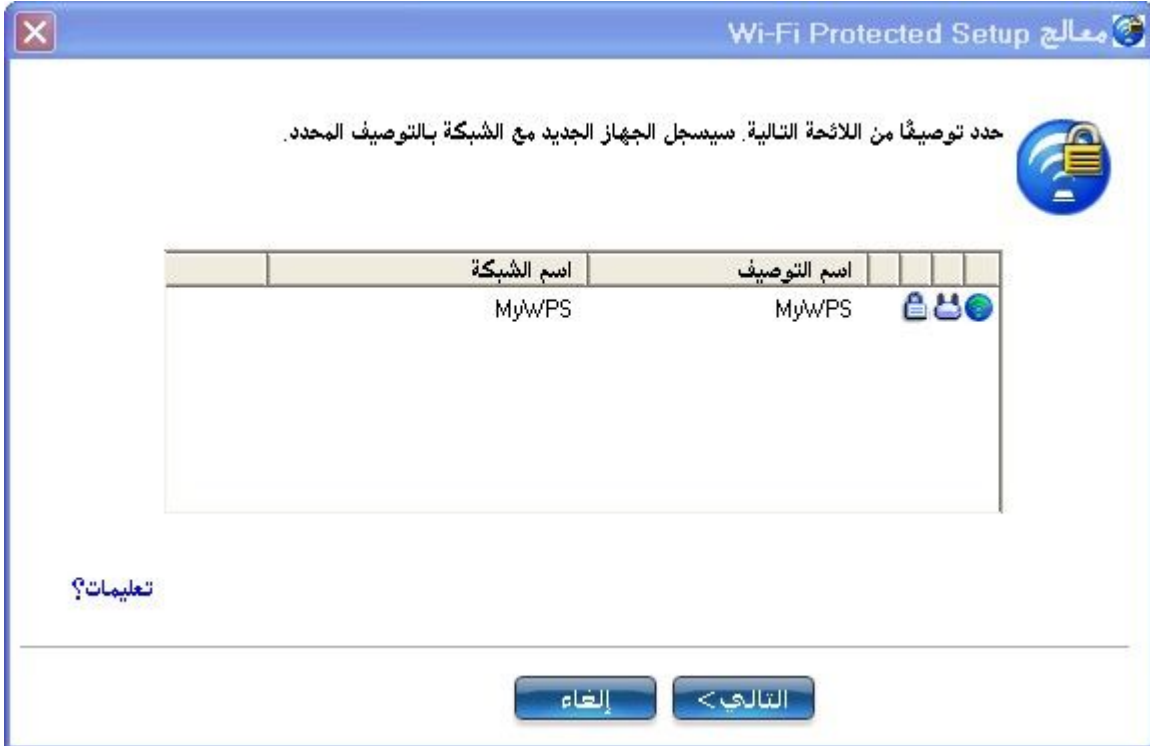 معالج Wi-Fi Protected Setup
حدد توصيفًا من اللائحة التالية. سيسجل الجهاز الجديد مع الشبكة بالتوصيف المحدد.
اسم التوصيف اسم الشبكة
MyWPS MyWPS
تعليمات؟
التالي > إلغاء